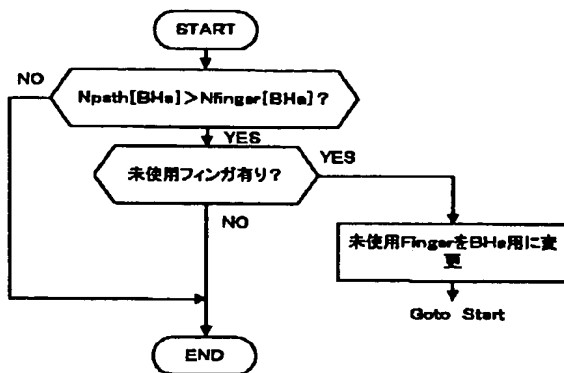 START
NO
Npath[BHs]>Nfinger[BHs]?
YES
未使用フィンガ有り?
YES
NO
未使用FingerをBHs用に変
更
Goto Start
END